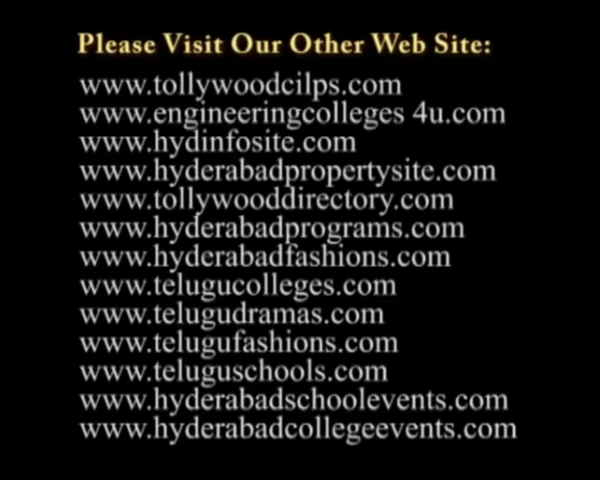 Please Visit Our Other Web Site:
www.tollywoodcilps.com
www.engineeringcolleges 4u.com
www.hydinfosite.com
www.hyderabadpropertysite.com
www.tollywooddirectory.com
www.hyderabadprograms.com
www.hyderabadfashions.com
www.telugucolleges.com
www.telugudramas.com
www.telugufashions.com
www.teluguschools.com
www.hyderabadschoolevents.com
www.hyderabadcollegeevents.com